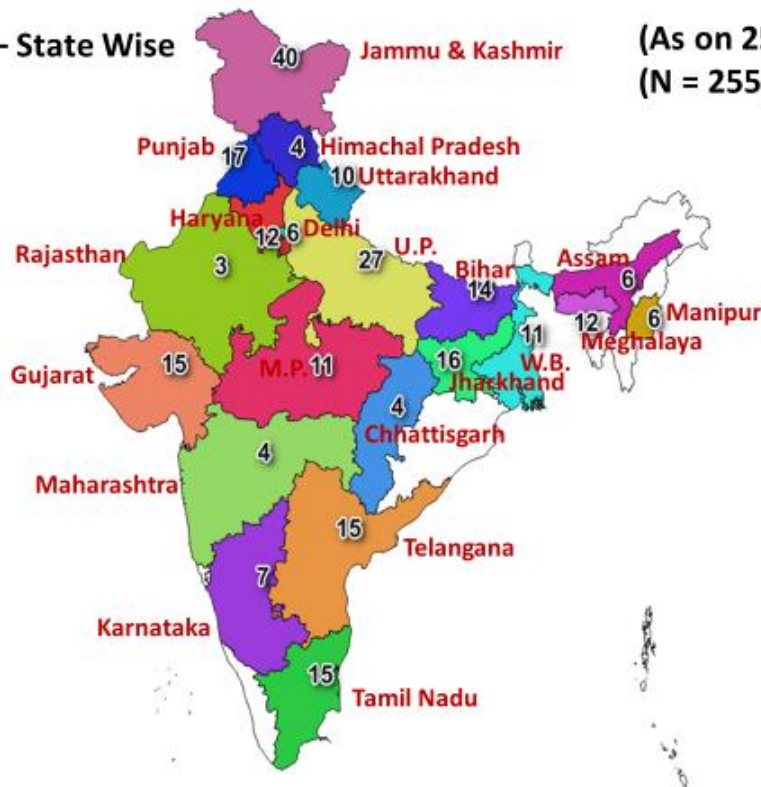 - State Wise
(As on 25
(N = 255
40
Jammu & Kashmir
Punjab
17
4
Himachal Pradesh
10
Uttarakhand
Haryana
12
6
Delhi
Rajasthan
3
U.P.
27
Bihar
14
Assam
6
12
Meghalaya
6
Manipur
Gujarat
15
M.P.
11
16
Jharkhand
11
W.B.
4
Chhattisgarh
Maharashtra
4
15
Telangana
Karnataka
7
15
Tamil Nadu